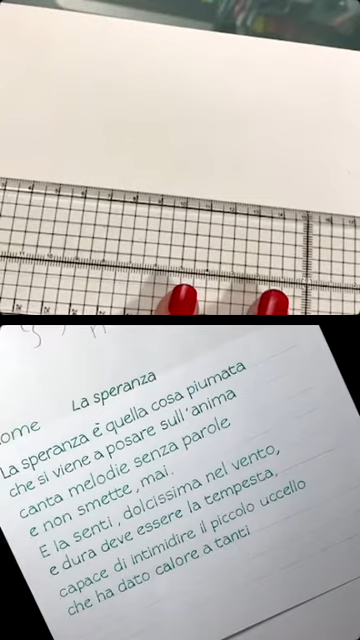 La speranza
ome
La speranza è quella cosa piumata
che si viene a posare sull'anima
canta melodie senza parole
e non smette, mai.
E la senti, dolcissima nel vento,
e dura deve essere la tempesta,
capace di intimidire il piccolo uccello
che ha dato calore a tanti